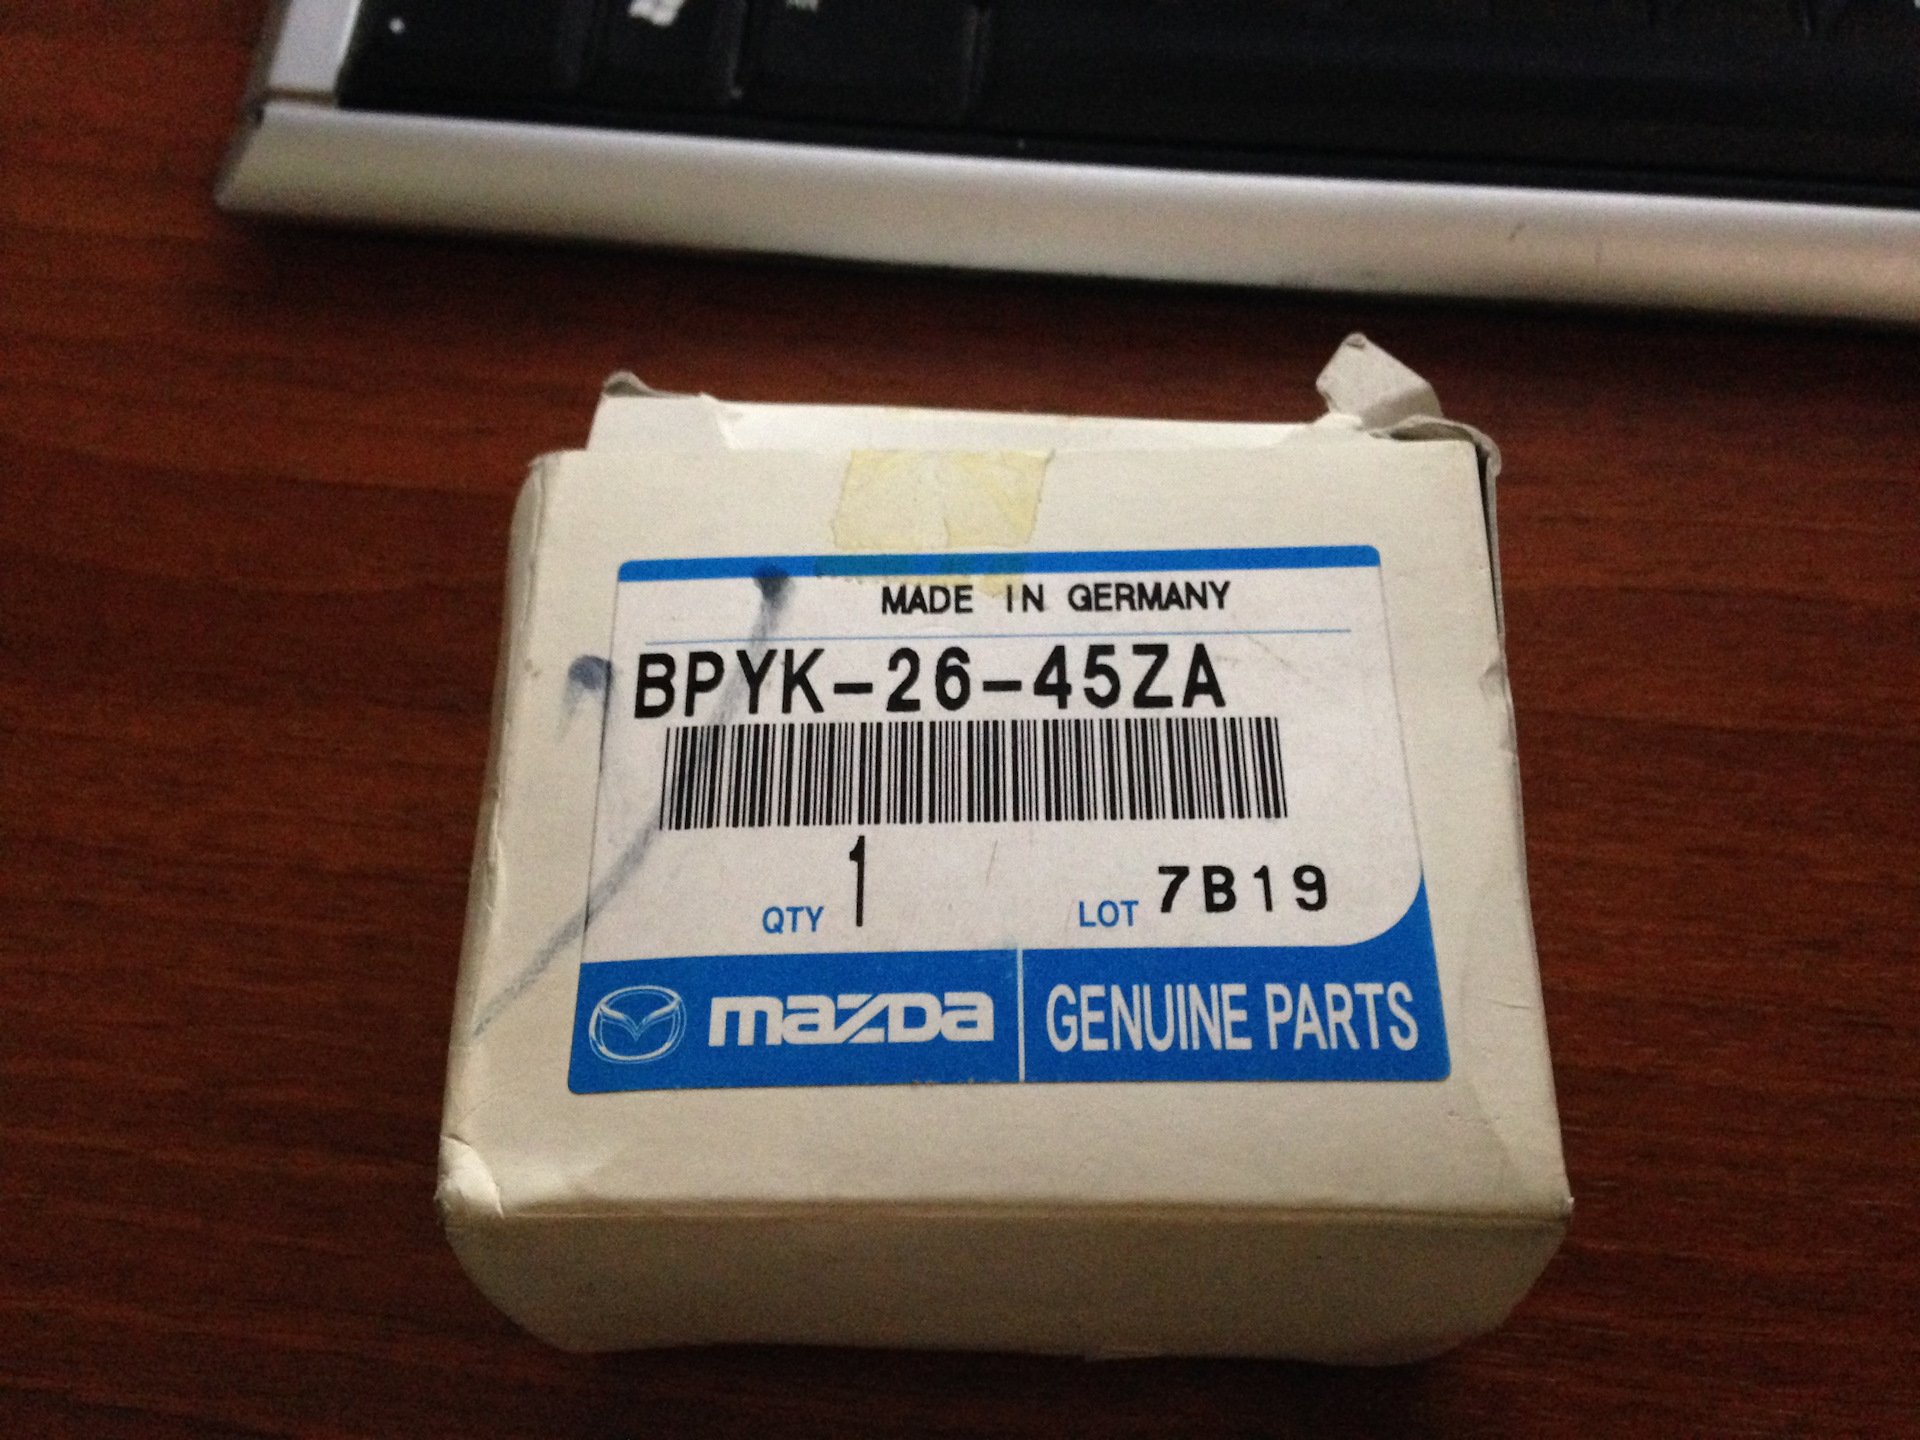 MADE IN GERMANY
BPYK-26-45ZA
QTY 1 LOT 7B19
mazda GENUINE PARTS